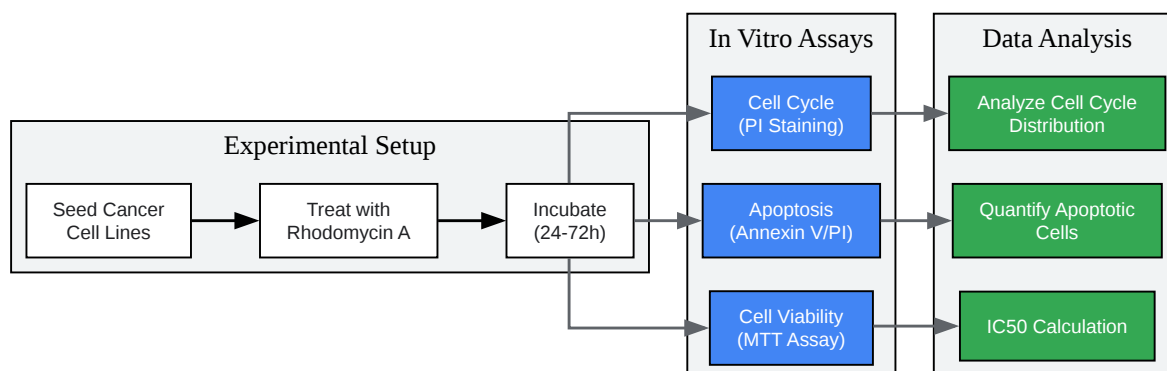 Experimental Setup
Seed Cancer
Cell Lines
Treat with
Rhodomycin A
Incubate
(24-72h)
In Vitro Assays
Cell Cycle
(PI Staining)
Apoptosis
(Annexin V/PI)
Cell Viability
(MTT Assay)
Data Analysis
Analyze Cell Cycle
Distribution
Quantify Apoptotic
Cells
IC50 Calculation